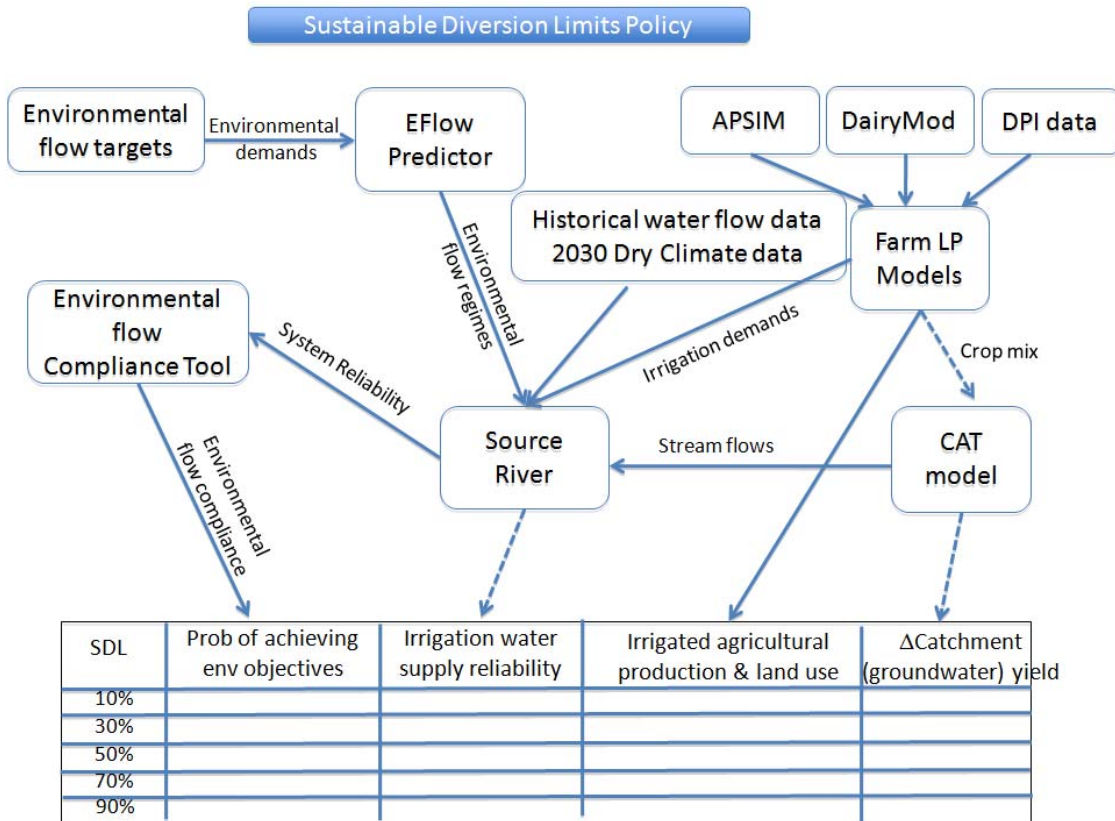 Sustainable Diversion Limits Policy
Environmental
flow targets
Environmental
demands
EFlow
Predictor
APSIM
DairyMod
DPI data
Historical water flow data
2030 Dry Climate data
Farm LP
Models
Environmental
flow regimes
Environmental
flow
Compliance Tool
System Reliability
Irrigation demands
Crop mix
Source
River
Stream flows
CAT
model
Environmental
flow compliance
SDL
Prob of achieving
env objectives
Irrigation water
supply reliability
Irrigated agricultural
production & land use
ΔCatchment
(groundwater) yield
10%
30%
50%
70%
90%